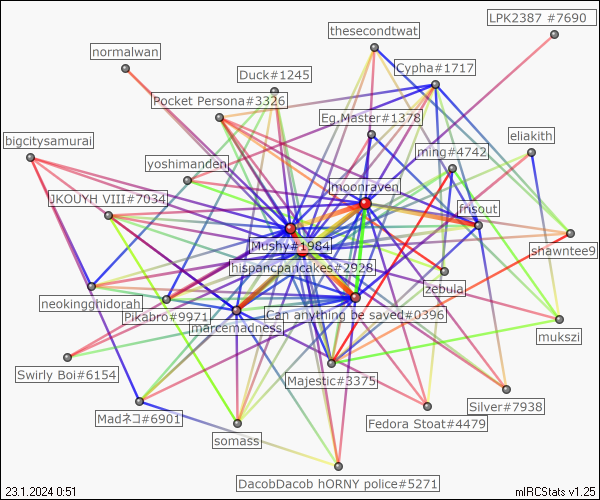 LPK2387 #7690
thesecondtwat
normalwan
Cypha#1717
Duck#1245
Pocket Persona#3326
Eg.Master#1378
bigcitysamurai
eliakith
ming#4742
yoshimanden
moonraven
JKOUYH VIII#7034
frisout
Mushy#1984
shawntee9
hispancpancakes#2928
zebula
neokingghidorah
Pikabro#9971
Can anything be saved#0396
marcemadness
mukszi
Swirly Boi#6154
Majestic#3375
Silver#7938
Madネコ#6901
Fedora Stoat#4479
somass
DacobDacob hORNY police#5271
23.1.2024 0:51
mIRCStats v1.25